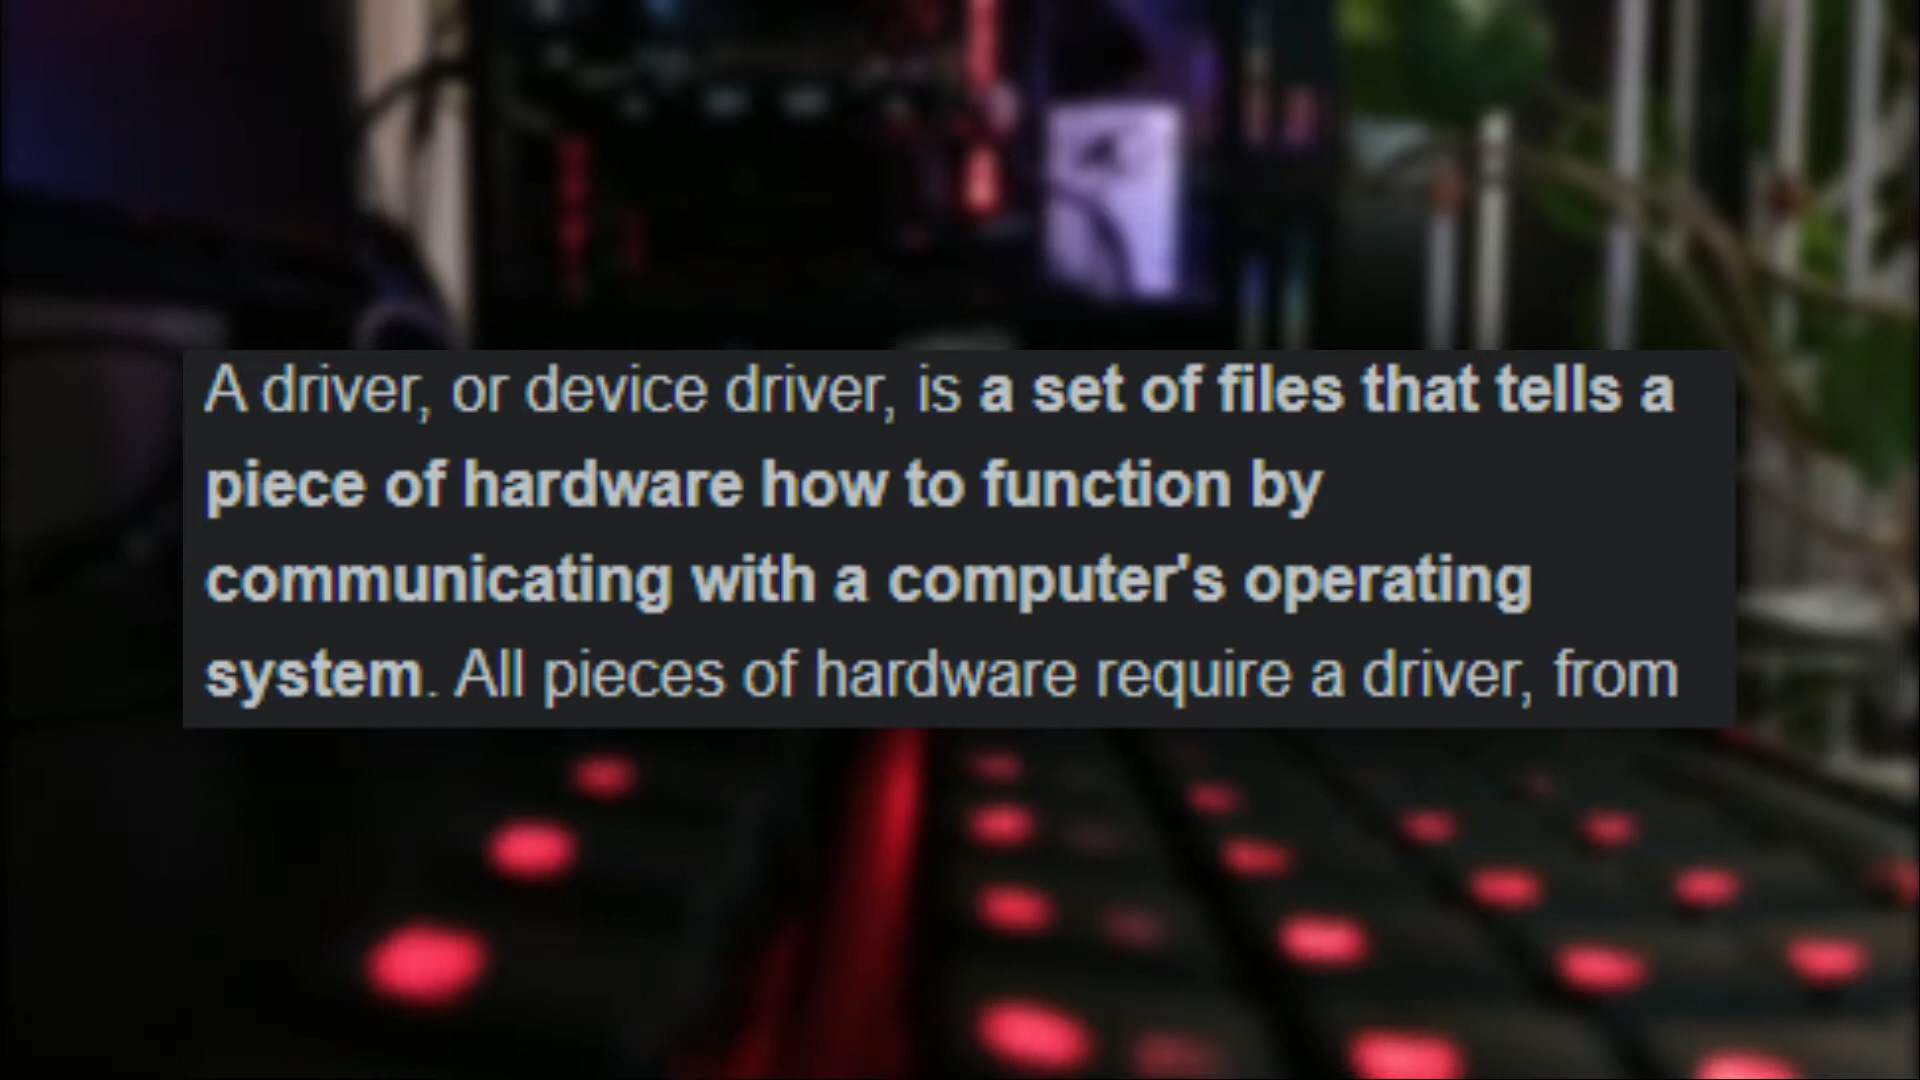 A driver, or device driver, is a set of files that tells a
piece of hardware how to function by
communicating with a computer's operating
system. All pieces of hardware require a driver, from